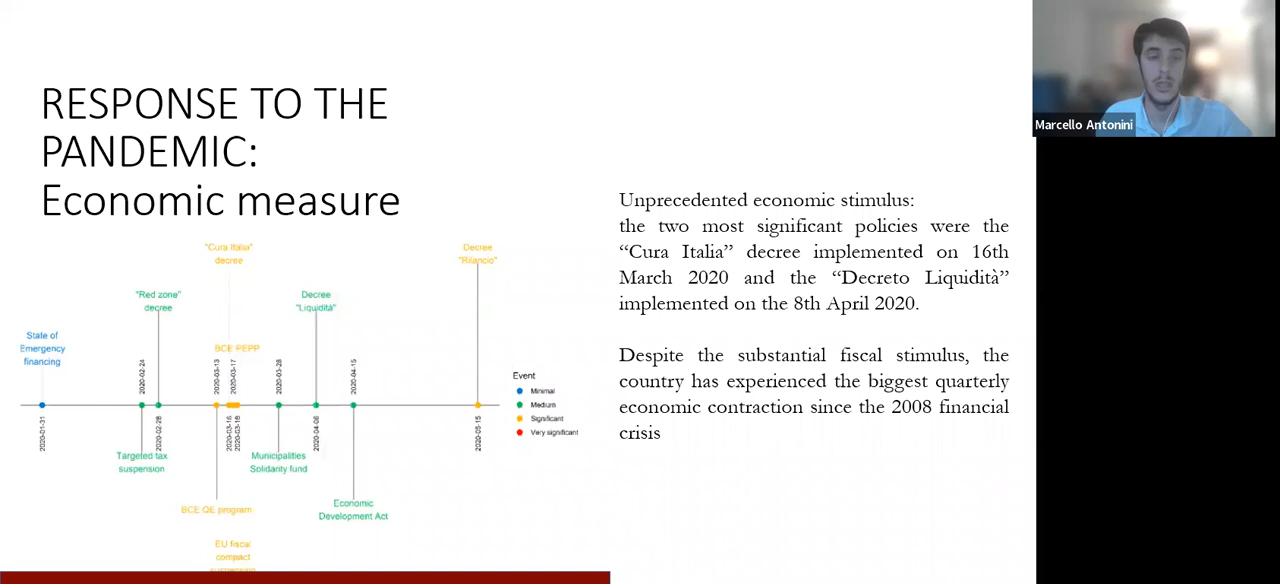 RESPONSE TO THE
PANDEMIC:
Economic measure
"Cura Italia"
decree
Decree
"Rilancio"
"Red zone"
decree
Decree
"Liquidità"
State of
Emergency
financing
BCE PEPP
2020-02-24
2020-03-13
2020-03-17
2020-03-28
2020-04-15
2020-01-31
2020-02-28
2020-03-16
2020-03-18
2020-04-06
2020-05-15
Targeted tax
suspension
Municipalities
Solidarity fund
BCE QE program
Economic
Development Act
EU fiscal
compact
suspension
Event
Minimal
Medium
Significant
Very significant
Unprecedented economic stimulus:
the two most significant policies were the
“Cura Italia” decree implemented on 16th
March 2020 and the “Decreto Liquidità”
implemented on the 8th April 2020.
Despite the substantial fiscal stimulus, the
country has experienced the biggest quarterly
economic contraction since the 2008 financial
crisis
Marcello Antonini